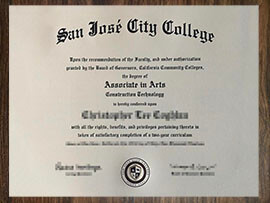 San José City College
Upon the recommendation of the Faculty, and under authorization
granted by the Board of Governors, California Community Colleges,
its degree of
Associate in Arts
Construction Technology
is hereby conferred upon
Christopher Lee Coghlan
with all the rights, benefits, and privileges pertaining thereto in
token of satisfactory completion of a two-year curriculum